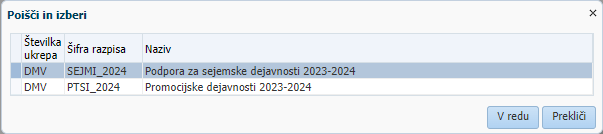 Poišči in izberi
Številka ukrepa Šifra razpisa Naziv
DMV SEJMI_2024 Podpora za sejemske dejavnosti 2023-2024
DMV PTSI_2024 Promocijske dejavnosti 2023-2024
V redu Prekliči